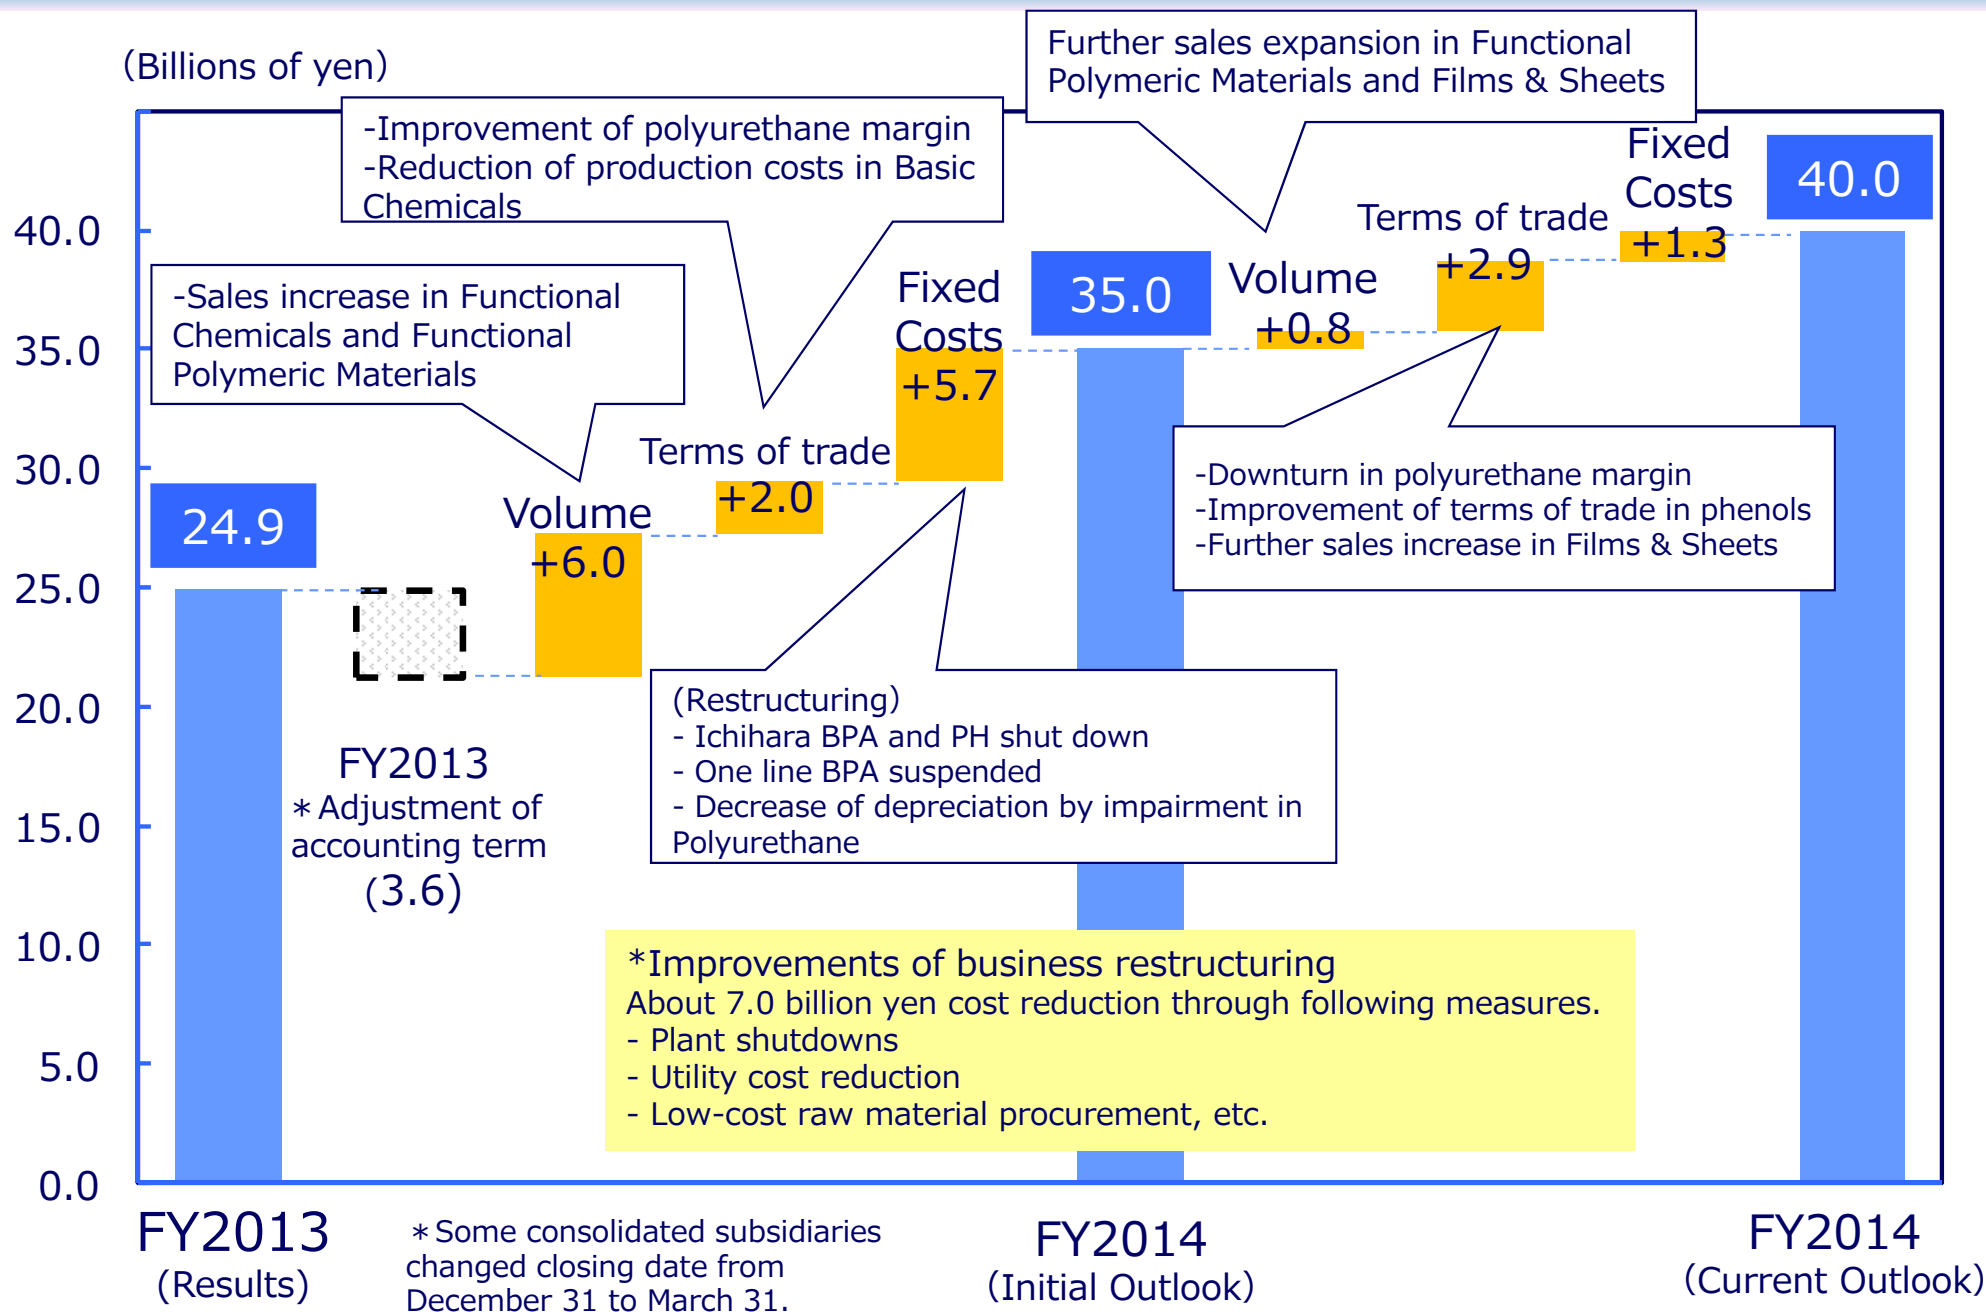 (Billions of yen)
Further sales expansion in Functional
Polymeric Materials and Films & Sheets
-Improvement of polyurethane margin
-Reduction of production costs in Basic
Chemicals
-Sales increase in Functional
Chemicals and Functional
Polymeric Materials
40.0
35.0
30.0
25.0
20.0
15.0
10.0
5.0
0.0
24.9
FY2013
*Adjustment of
accounting term
(3.6)
Volume
+6.0
Terms of trade
+2.0
Fixed
Costs
+5.7
35.0
Volume
+0.8
Terms of trade
+2.9
Fixed
Costs
+1.3
40.0
-Downturn in polyurethane margin
-Improvement of terms of trade in phenols
-Further sales increase in Films & Sheets
(Restructuring)
- Ichihara BPA and PH shut down
- One line BPA suspended
- Decrease of depreciation by impairment in
Polyurethane
*Improvements of business restructuring
About 7.0 billion yen cost reduction through following measures.
- Plant shutdowns
- Utility cost reduction
- Low-cost raw material procurement, etc.
FY2013
(Results)
*Some consolidated subsidiaries
changed closing date from
December 31 to March 31.
FY2014
(Initial Outlook)
FY2014
(Current Outlook)